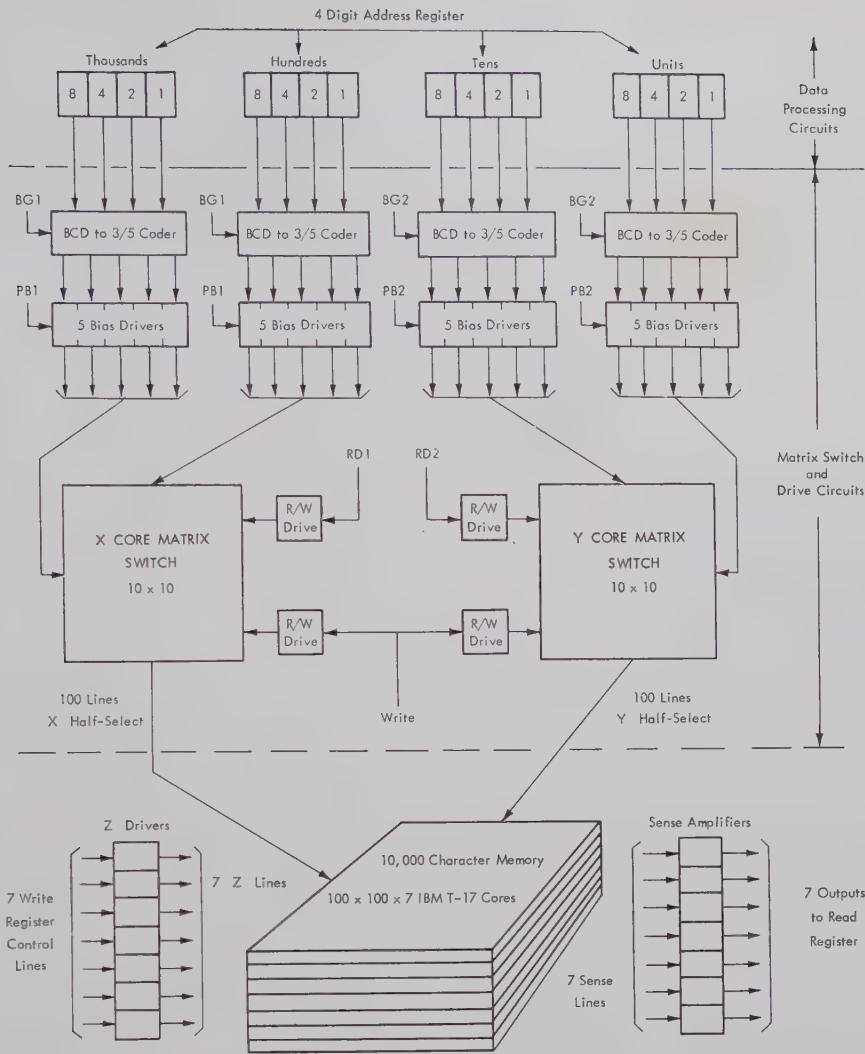 4 Digit Address Register
Thousands
Hundreds
Tens
Units
8 4 2 1
8 4 2 1
8 4 2 1
8 4 2 1
Data
Processing
Circuits
BG1
BG1
BG2
BG2
BCD to 3/5 Coder
BCD to 3/5 Coder
BCD to 3/5 Coder
BCD to 3/5 Coder
PB1
PB1
PB2
PB2
5 Bias Drivers
5 Bias Drivers
5 Bias Drivers
5 Bias Drivers
RD1
RD2
Matrix Switch
and
Drive Circuits
X CORE MATRIX
SWITCH
10 x 10
R/W
Drive
R/W
Drive
Y CORE MATRIX
SWITCH
10 x 10
R/W
Drive
R/W
Drive
100 Lines
X Half-Select
Write
100 Lines
Y Half-Select
Z Drivers
7 Write
Register
Control
Lines
7 Z Lines
10,000 Character Memory
100 x 100 x 7 IBM T-17 Cores
7 Sense
Lines
Sense Amplifiers
7 Outputs
to Read
Register